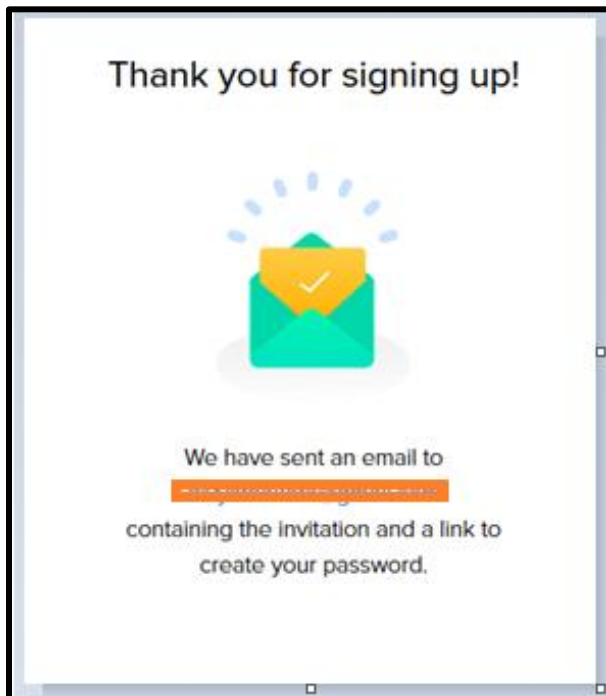 Thank you for signing up!
We have sent an email to
containing the invitation and a link to
create your password.